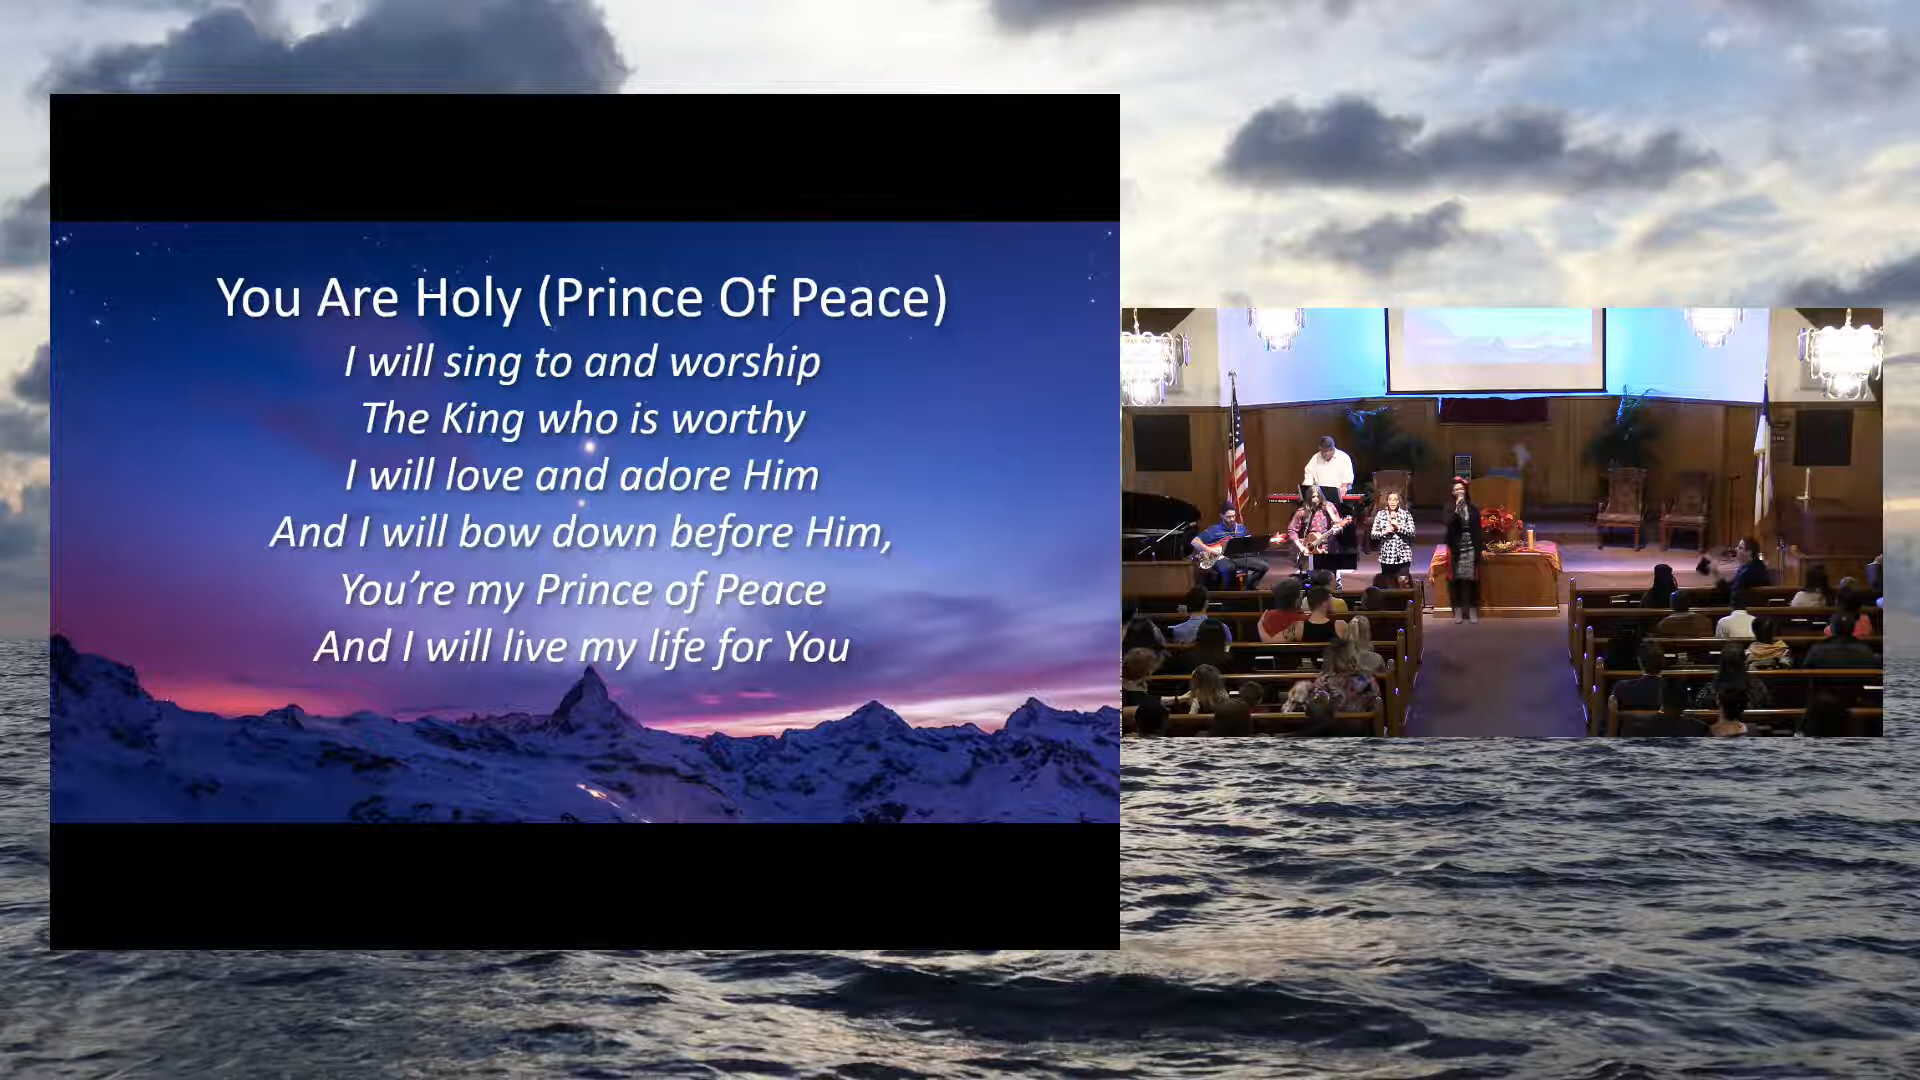 You Are Holy (Prince Of Peace)
I will sing to and worship
The King who is worthy
I will love and adore Him
And I will bow down before Him,
You’re my Prince of Peace
And I will live my life for You